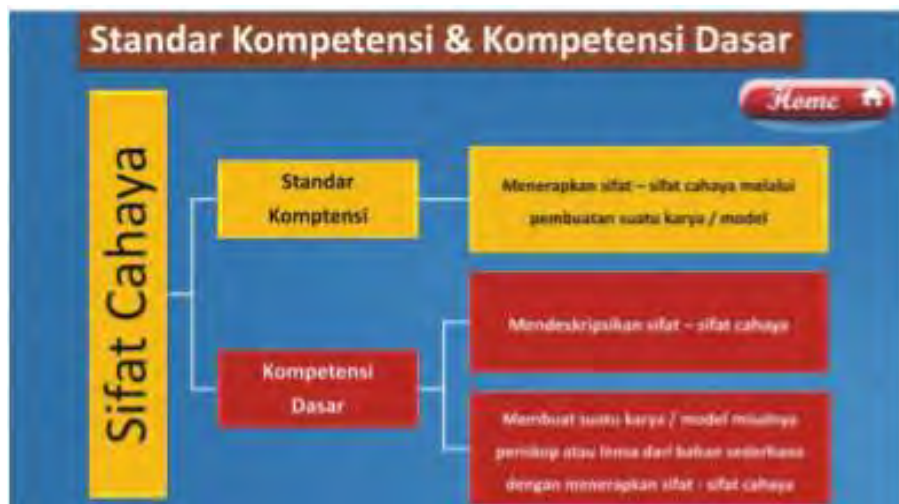 Standar Kompetensi & Kompetensi Dasar
Home
Sifat Cahaya
Standar
Komptensi
Menerapkan sifat – sifat cahaya melalui
pembuatan suatu karya / model
Kompetensi
Dasar
Mendeskripsikan sifat – sifat cahaya
Membuat suatu karya / model misalnya
periskop atau lensa dari bahan sederhana
dengan menerapkan sifat - sifat cahaya